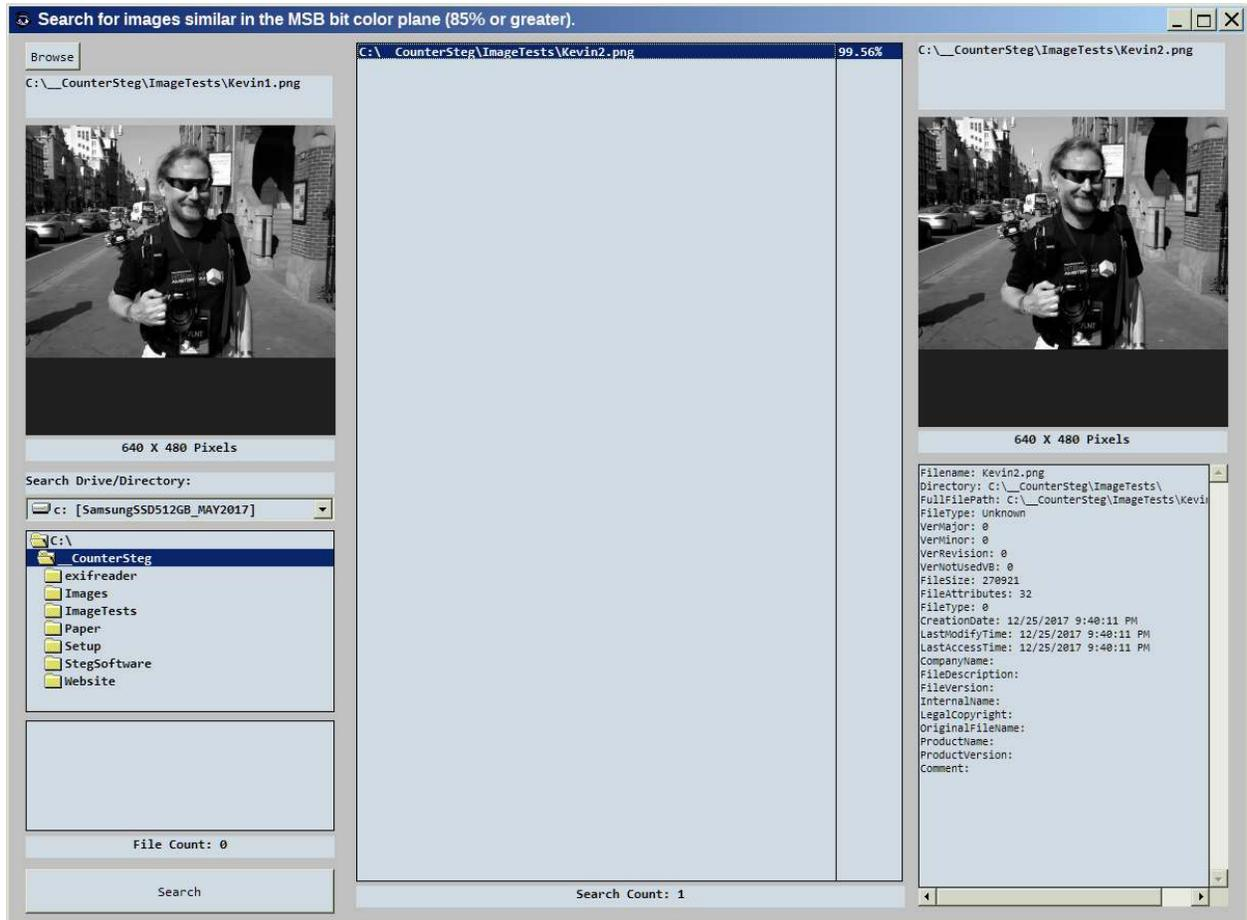 Search for images similar in the MSB bit color plane (85% or greater).
Browse
C:\__CounterSteg\ImageTests\Kevin1.png
640 X 480 Pixels
Search Drive/Directory:
c: [SamsungSSD512GB_MAY2017]
C:\
__CounterSteg
exifreader
Images
ImageTests
Paper
Setup
StegSoftware
Website
File Count: 0
Search
C:\__CounterSteg\ImageTests\Kevin2.png 99.56%
Search Count: 1
C:\__CounterSteg\ImageTests\Kevin2.png
640 X 480 Pixels
Filename: Kevin2.png
Directory: C:\__CounterSteg\ImageTests\
FullFilePath: C:\__CounterSteg\ImageTests\Kevi
FileType: Unknown
VerMajor: 0
VerMinor: 0
VerRevision: 0
VerNotUsedVB: 0
FileSize: 270921
FileAttributes: 32
FileType: 0
CreationDate: 12/25/2017 9:40:11 PM
LastModifyTime: 12/25/2017 9:40:11 PM
LastAccessTime: 12/25/2017 9:40:11 PM
CompanyName:
FileDescription:
FileVersion:
InternalName:
LegalCopyright:
OriginalFileName:
ProductName:
ProductVersion:
Comment: